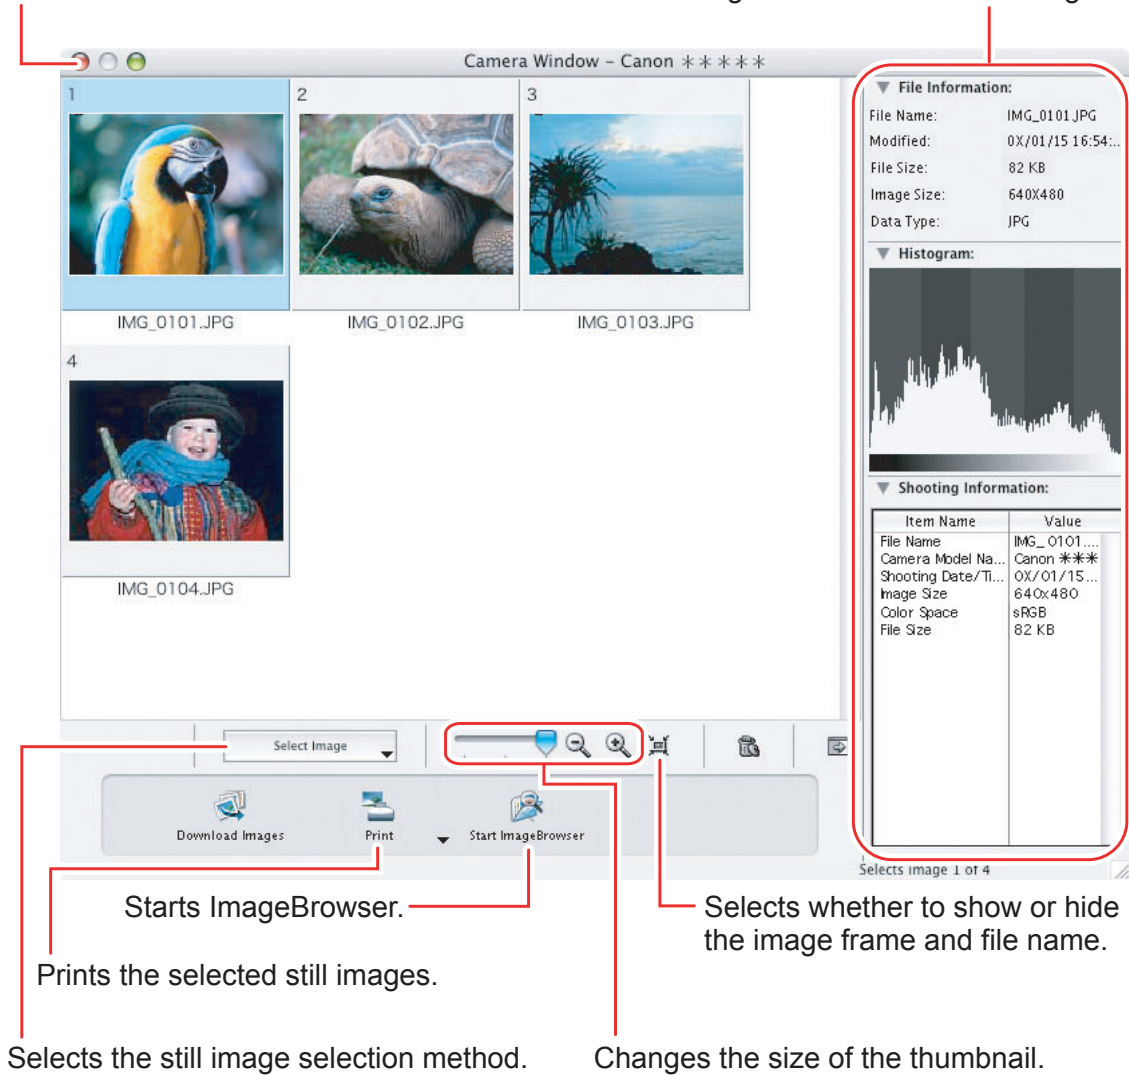 Camera Window – Canon ＊＊＊＊＊
1
2
3
IMG_0101.JPG
IMG_0102.JPG
IMG_0103.JPG
4
IMG_0104.JPG
▼ File Information:
File Name: IMG_0101.JPG
Modified: 0X/01/15 16:54:..
File Size: 82 KB
Image Size: 640X480
Data Type: JPG
▼ Histogram:
▼ Shooting Information:
Item Name Value
File Name IMG_0101....
Camera Model Na... Canon ＊＊＊
Shooting Date/Ti... 0X/01/15...
Image Size 640x480
Color Space sRGB
File Size 82 KB
Select Image
Download Images
Print
Start ImageBrowser
Selects image 1 of 4
Starts ImageBrowser.
Selects whether to show or hide
the image frame and file name.
Prints the selected still images.
Selects the still image selection method.
Changes the size of the thumbnail.